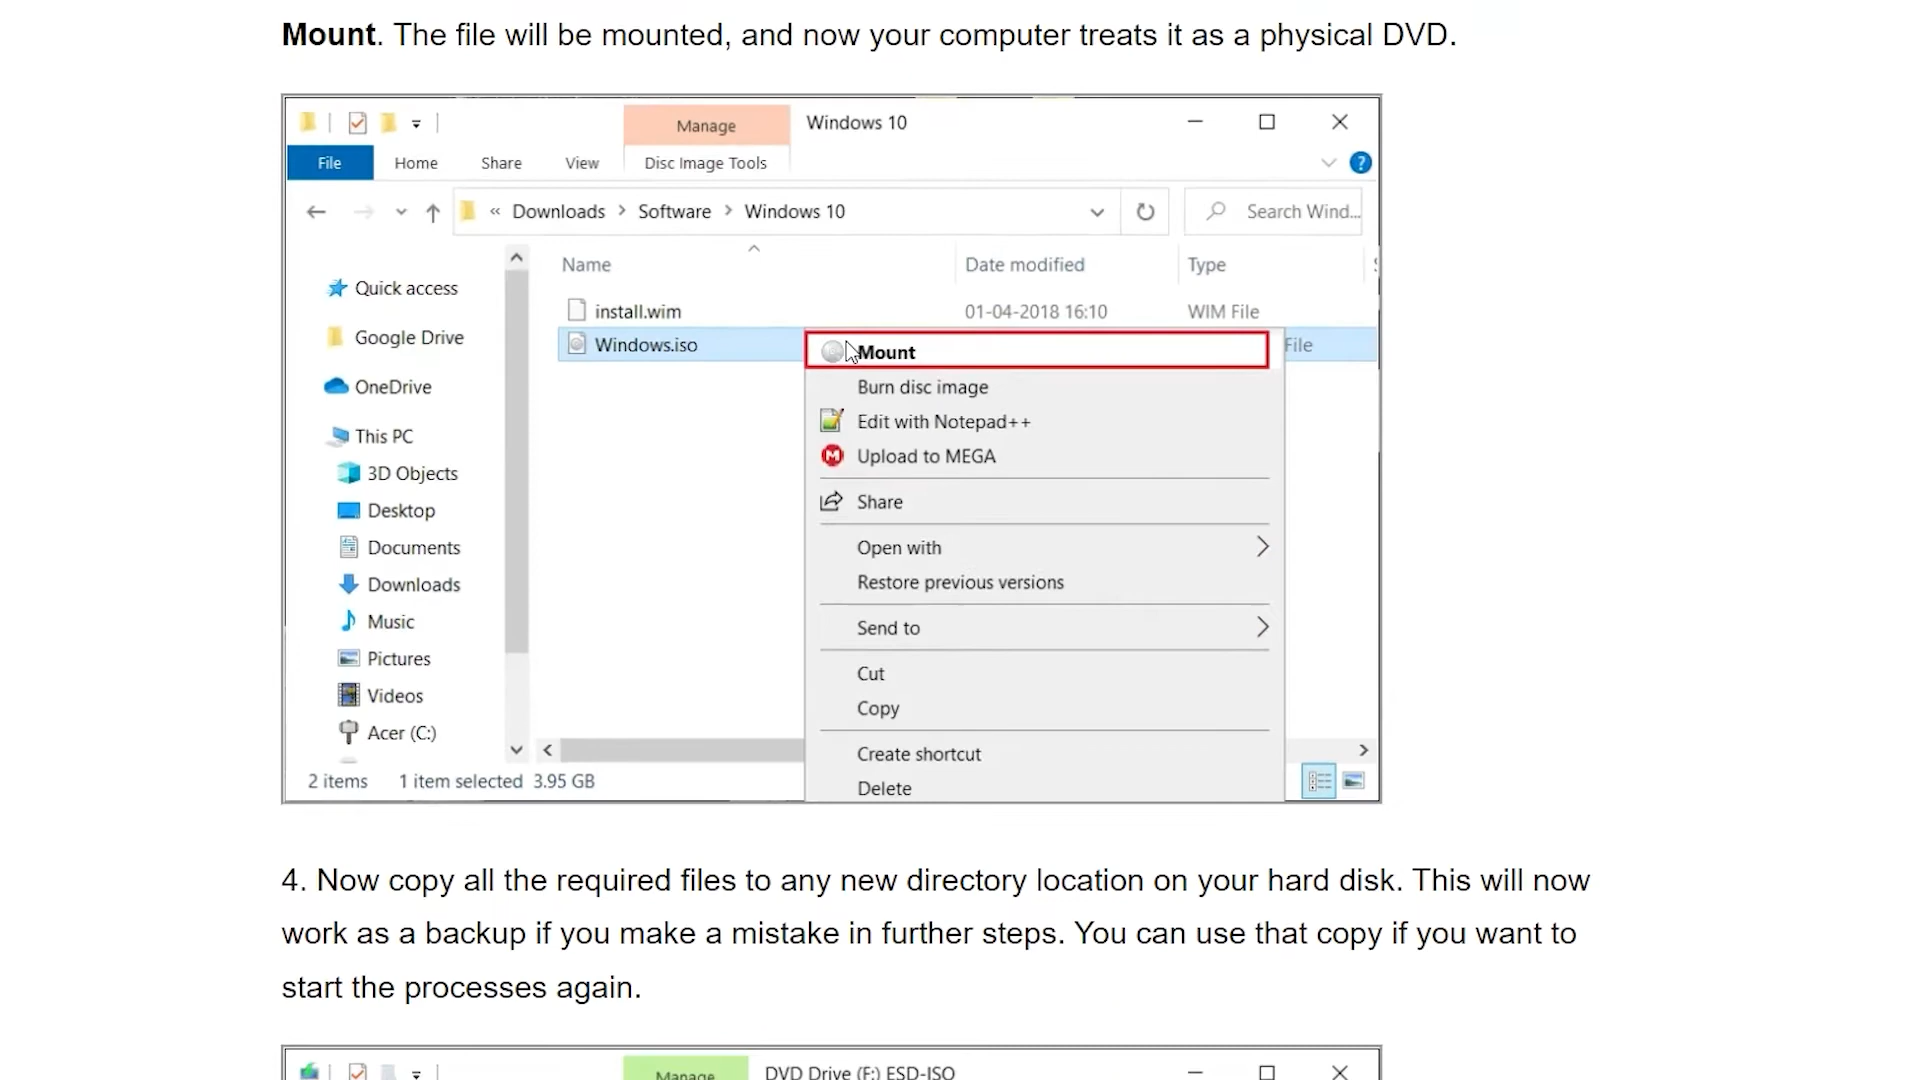 Mount. The file will be mounted, and now your computer treats it as a physical DVD.
Manage
Windows 10
File
Home
Share
View
Disc Image Tools
?
« Downloads > Software > Windows 10
Search Wind...
Name
Date modified
Type
Quick access
Google Drive
OneDrive
This PC
3D Objects
Desktop
Documents
Downloads
Music
Pictures
Videos
Acer (C:)
install.wim
01-04-2018 16:10
WIM File
Windows.iso
File
Mount
Burn disc image
Edit with Notepad++
Upload to MEGA
Share
Open with
Restore previous versions
Send to
Cut
Copy
Create shortcut
Delete
2 items
1 item selected 3.95 GB
4. Now copy all the required files to any new directory location on your hard disk. This will now
work as a backup if you make a mistake in further steps. You can use that copy if you want to
start the processes again.
Manage
DVD Drive (F:) ESD-ISO